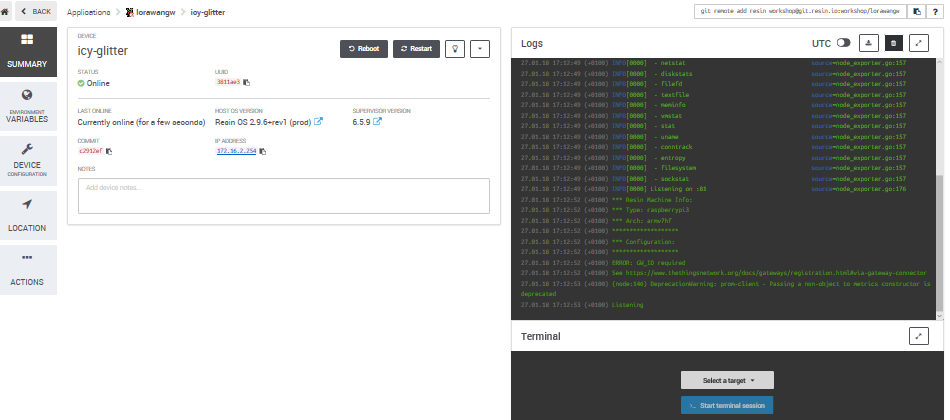 BACK
Applications
lorawangw
icy-glitter
git remote add resin workshop@git.resin.io:workshop/lorawangw
?
SUMMARY
ENVIRONMENT
VARIABLES
DEVICE
CONFIGURATION
LOCATION
ACTIONS
DEVICE
icy-glitter
Reboot
Restart
STATUS
Online
UUID
3811ae3
LAST ONLINE
Currently online (for a few seconds)
HOST OS VERSION
Resin OS 2.9.6+rev1 (prod)
SUPERVISOR VERSION
6.5.9
COMMIT
c2912ef
IP ADDRESS
172.16.2.254
NOTES
Add device notes...
Logs
UTC
27.01.18 17:12:49 (+0100) INFO[0000] - netstat source=node_exporter.go:157
27.01.18 17:12:49 (+0100) INFO[0000] - diskstats source=node_exporter.go:157
27.01.18 17:12:49 (+0100) INFO[0000] - filefd source=node_exporter.go:157
27.01.18 17:12:49 (+0100) INFO[0000] - textfile source=node_exporter.go:157
27.01.18 17:12:49 (+0100) INFO[0000] - meminfo source=node_exporter.go:157
27.01.18 17:12:49 (+0100) INFO[0000] - vmstat source=node_exporter.go:157
27.01.18 17:12:49 (+0100) INFO[0000] - stat source=node_exporter.go:157
27.01.18 17:12:49 (+0100) INFO[0000] - uname source=node_exporter.go:157
27.01.18 17:12:49 (+0100) INFO[0000] - conntrack source=node_exporter.go:157
27.01.18 17:12:49 (+0100) INFO[0000] - entropy source=node_exporter.go:157
27.01.18 17:12:49 (+0100) INFO[0000] - filesystem source=node_exporter.go:157
27.01.18 17:12:49 (+0100) INFO[0000] - sockstat source=node_exporter.go:157
27.01.18 17:12:49 (+0100) INFO[0000] Listening on :81 source=node_exporter.go:176
27.01.18 17:12:52 (+0100) *** Resin Machine Info:
27.01.18 17:12:52 (+0100) *** Type: raspberrypi3
27.01.18 17:12:52 (+0100) *** Arch: armv7hf
27.01.18 17:12:52 (+0100) ******************
27.01.18 17:12:52 (+0100) *** Configuration:
27.01.18 17:12:52 (+0100) ******************
27.01.18 17:12:52 (+0100) ERROR: GW_ID required
27.01.18 17:12:52 (+0100) See https://www.thethingsnetwork.org/docs/gateways/registration.html#via-gateway-connector
27.01.18 17:12:53 (+0100) (node:146) DeprecationWarning: prom-client - Passing a non-object to metrics constructor is
deprecated
27.01.18 17:12:53 (+0100) Listening
Terminal
Select a target
Start terminal session